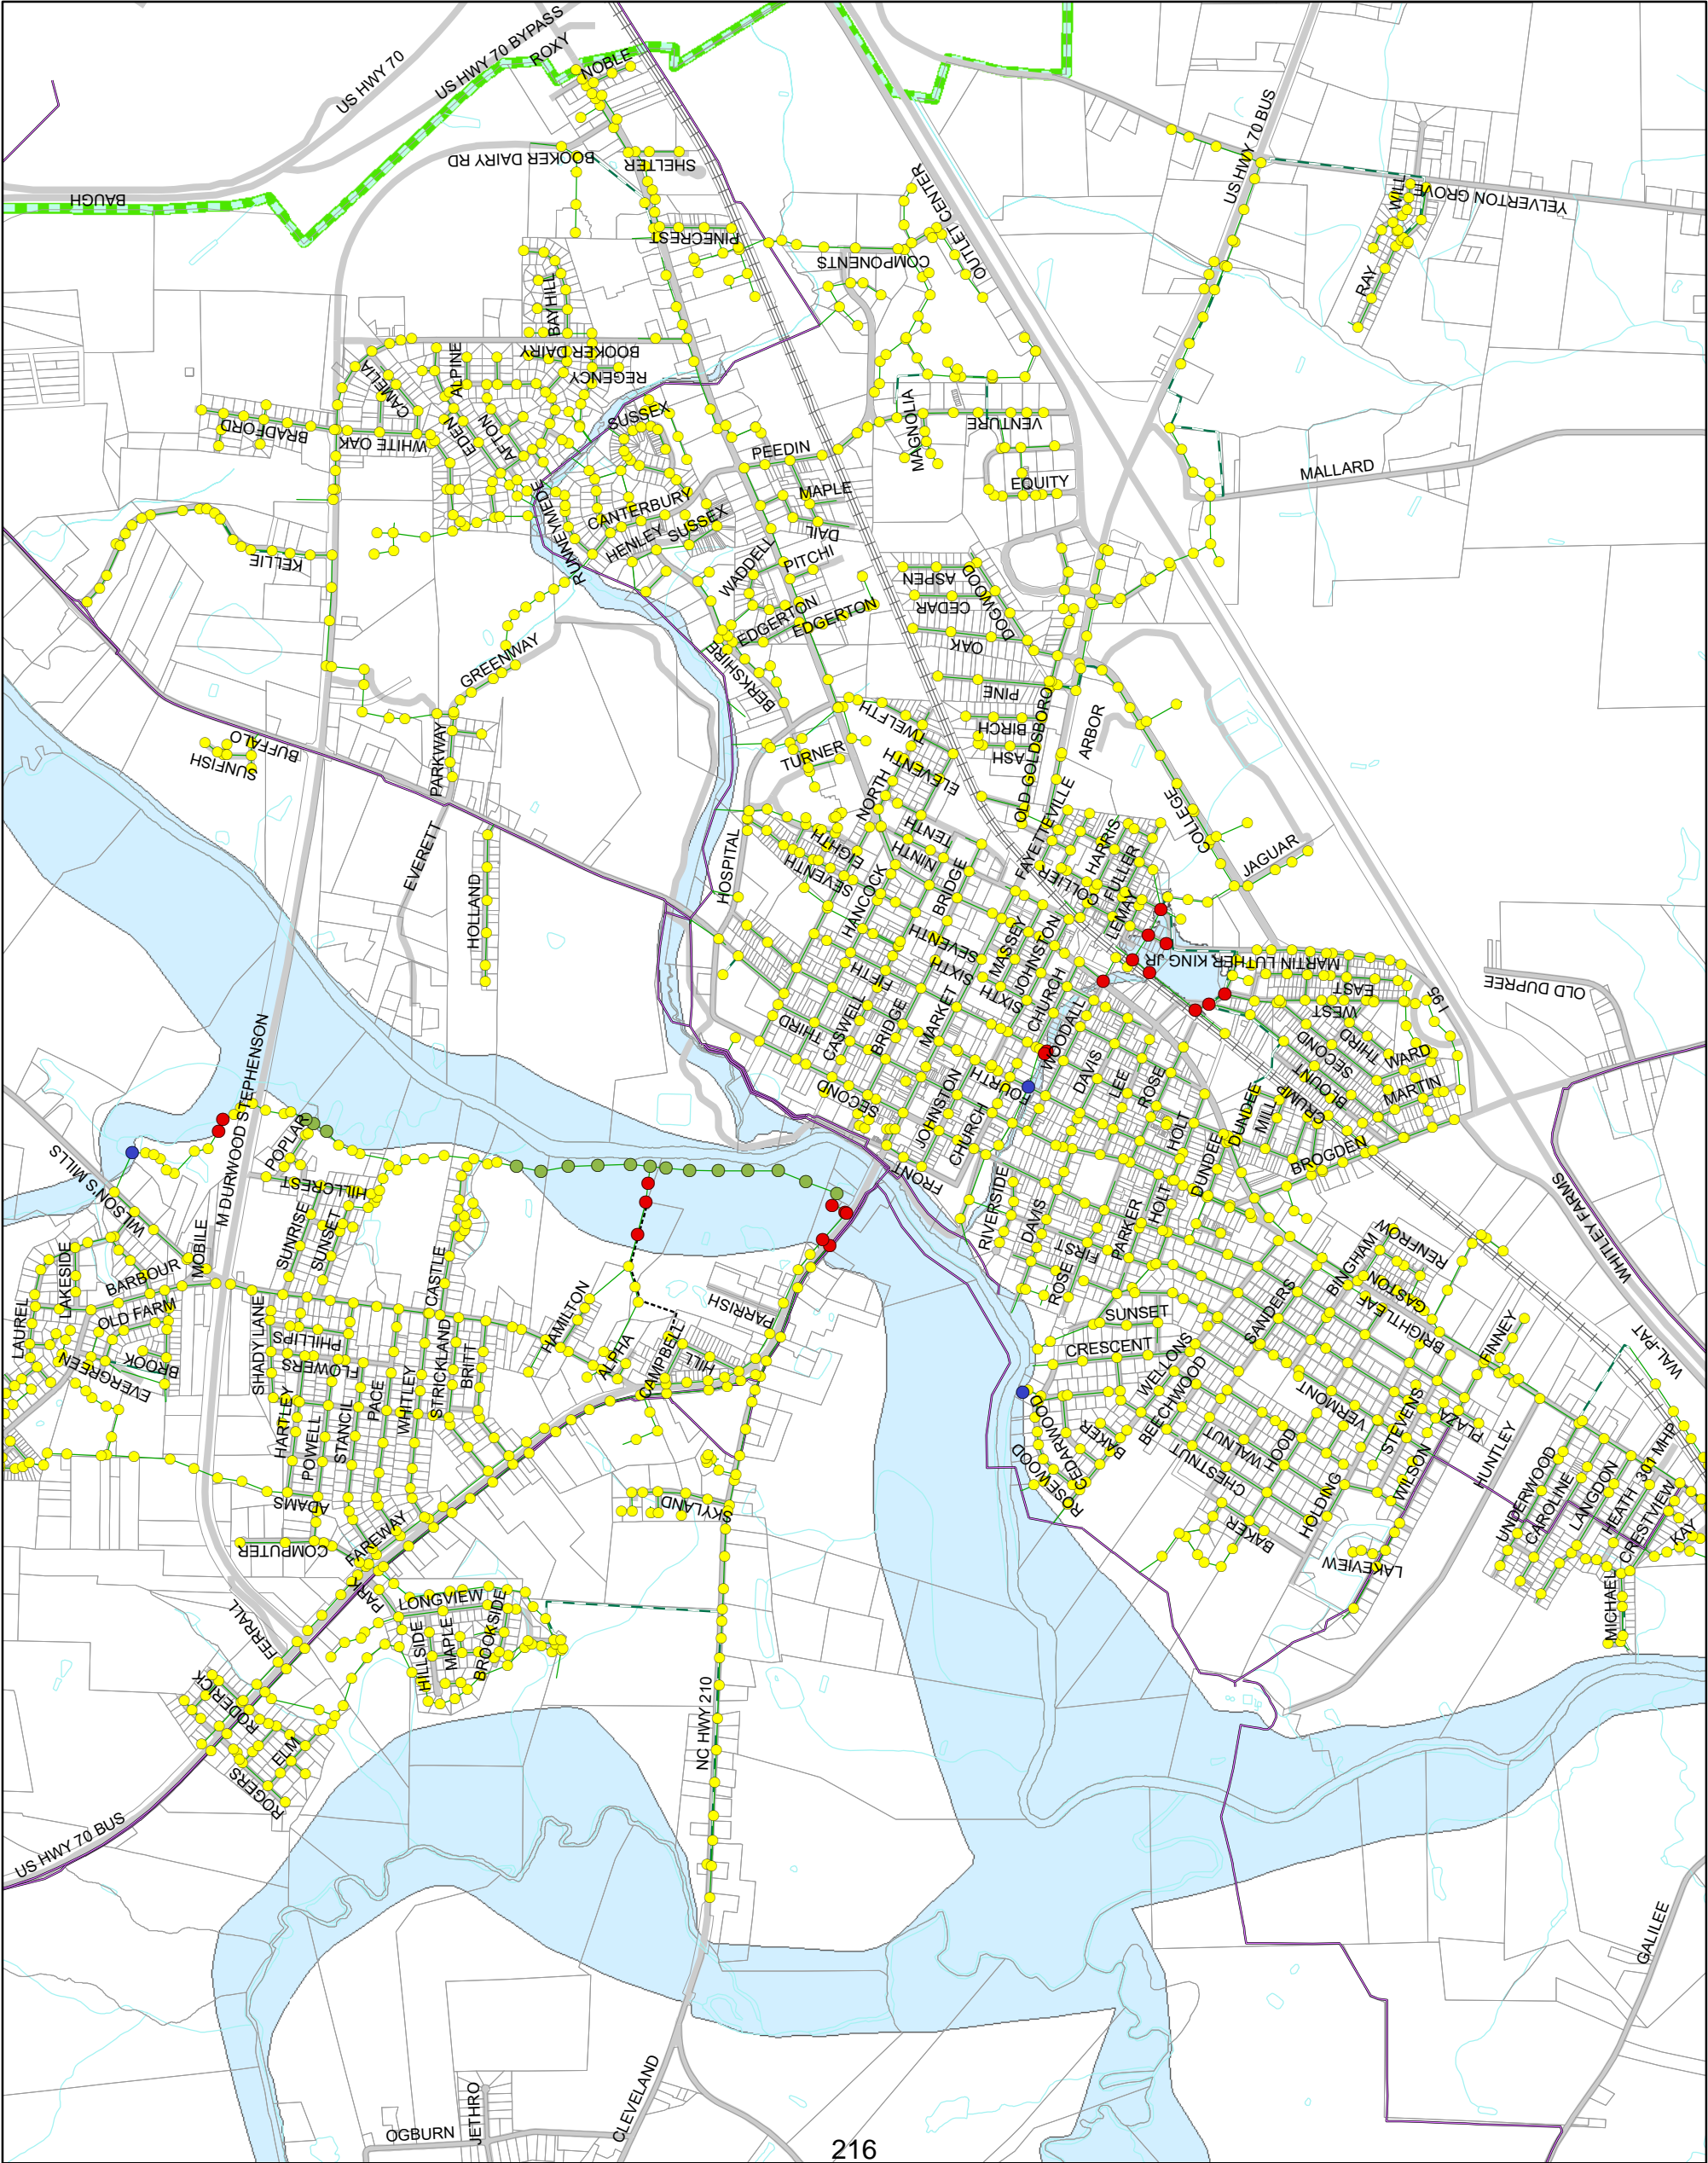 US HWY 70 BYPASS
US HWY 70
ROXY
NOBLE
BOOKER DAIRY RD
SHELTER
US HWY 70 BUS
BAUGH
OUTLET CENTER
WILL
YELVERTON GROVE
PINECREST
COMPONENTS
RAY
BAY HILL
BOOKER DAIRY
REGENCY
ALPINE
CAMELIA
SUSSEX
BRADFORD
WHITE OAK
EDEN
AFTON
MAGNOLIA
VENTURE
PEEDIN
MALLARD
EQUITY
MAPLE
CANTERBURY
RUNNEYMEDE
HENLEY
SUSSEX
DAIL
KELLIE
WADDELL
PITCHI
ASPEN
DOGWOOD
CEDAR
EDGERTON
EDGERTON
OAK
GREENWAY
BERKSHIRE
PINE
TWELFTH
BIRCH
ARBOR
OLD GOLDSBORO
BUFFALO
SUNFISH
PARKWAY
TURNER
ASH
ELEVENTH
NORTH
FAYETTEVILLE
COLLEGE
EVERETT
HOSPITAL
EIGHTH
TENTH
NINTH
HARRIS
JAGUAR
SEVENTH
BRIDGE
COLLIER
FULLER
HOLLAND
HANCOCK
LEMAY
SEVENTH
MASSEY
JOHNSTON
MARTIN LUTHER KING JR
FIFTH
SIXTH
SIXTH
CHURCH
EAST
WEST
I 95
OLD DUPREE
THIRD
CASWELL
BRIDGE
MARKET
WOODALL
SECOND
THIRD
WARD
M DURWOOD STEPHENSON
SECOND
FOURTH
DAVIS
LEE
ROSE
BLOUNT
MARTIN
CRUMP
MILL
DUNDEE
POPLAR
JOHNSTON
CHURCH
HOLT
BROGDEN
WILSON'S MILLS
HILLCREST
FRONT
DUNDEE
WHITLEY FARMS
SUNRISE
SUNSET
RIVERSIDE
DAVIS
HOLT
PARKER
FIRST
RENFROW
BINGHAM
MOBILE
LAKESIDE
BARBOUR
CASTLE
ROSE
GASTON
OLD FARM
LAUREL
HAMILTON
PARRISH
SUNSET
SANDERS
BRIGHTLEAF
SHADY LANE
PHILLIPS
FLOWERS
BROOK
EVERGREEN
STRICKLAND
BRITT
ALPHA
CAMPBELL
HILL
CRESCENT
WELLONS
FINNEY
WAL-PAT
PACE
WHITLEY
BEECHWOOD
VERMONT
HARTLEY
POWELL
STANCIL
CEDARWOOD
BAKER
WALNUT
HOOD
STEVENS
PLAZA
ROSEWOOD
CHESTNUT
WILSON
HUNTLEY
ADAMS
SKYLAND
HOLDING
BAKER
UNDERWOOD
CAROLINE
LANGDON
HEATH 301 MHP
CRESTVIEW
KAY
COMPUTER
FAREWAY
LAKEVIEW
PARK
LONGVIEW
FERRALL
HILLSIDE
MAPLE
BROOKSIDE
MICHAEL
RODERICK
ELM
ROGERS
NC HWY 210
US HWY 70 BUS
GALILEE
JETHRO
OGBURN
CLEVELAND
216